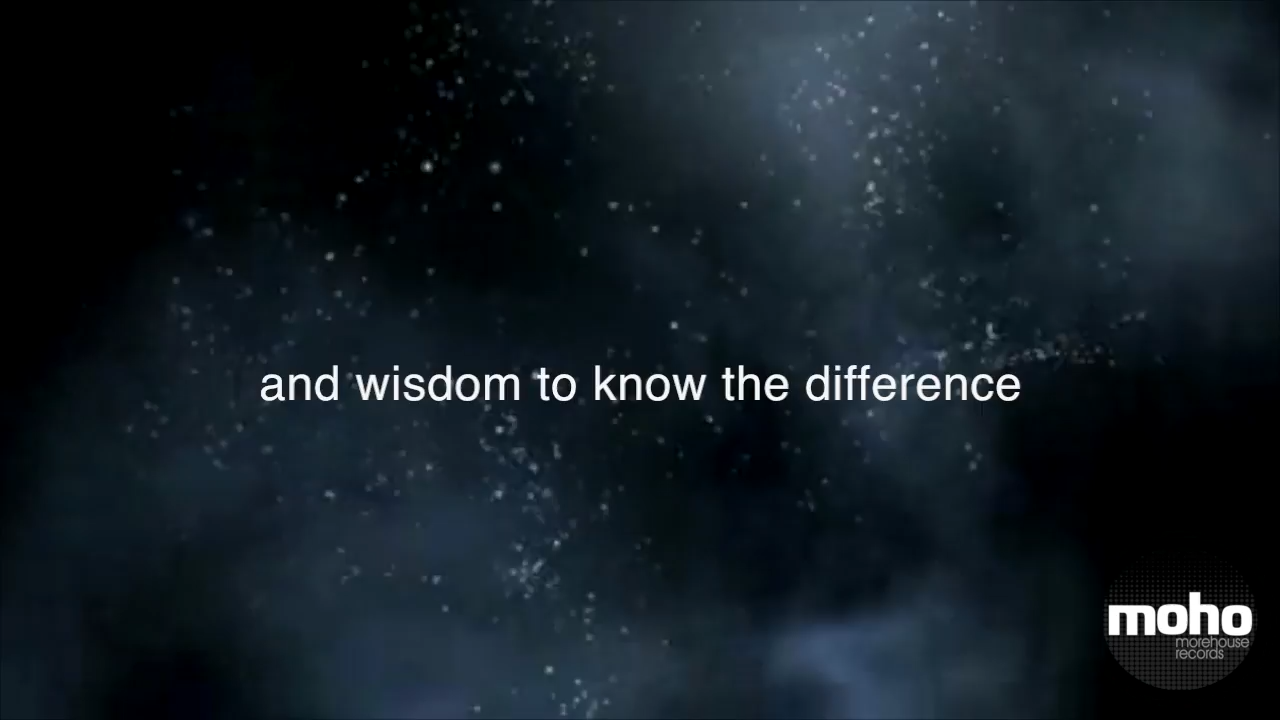 and wisdom to know the difference
moho
morehouse
records